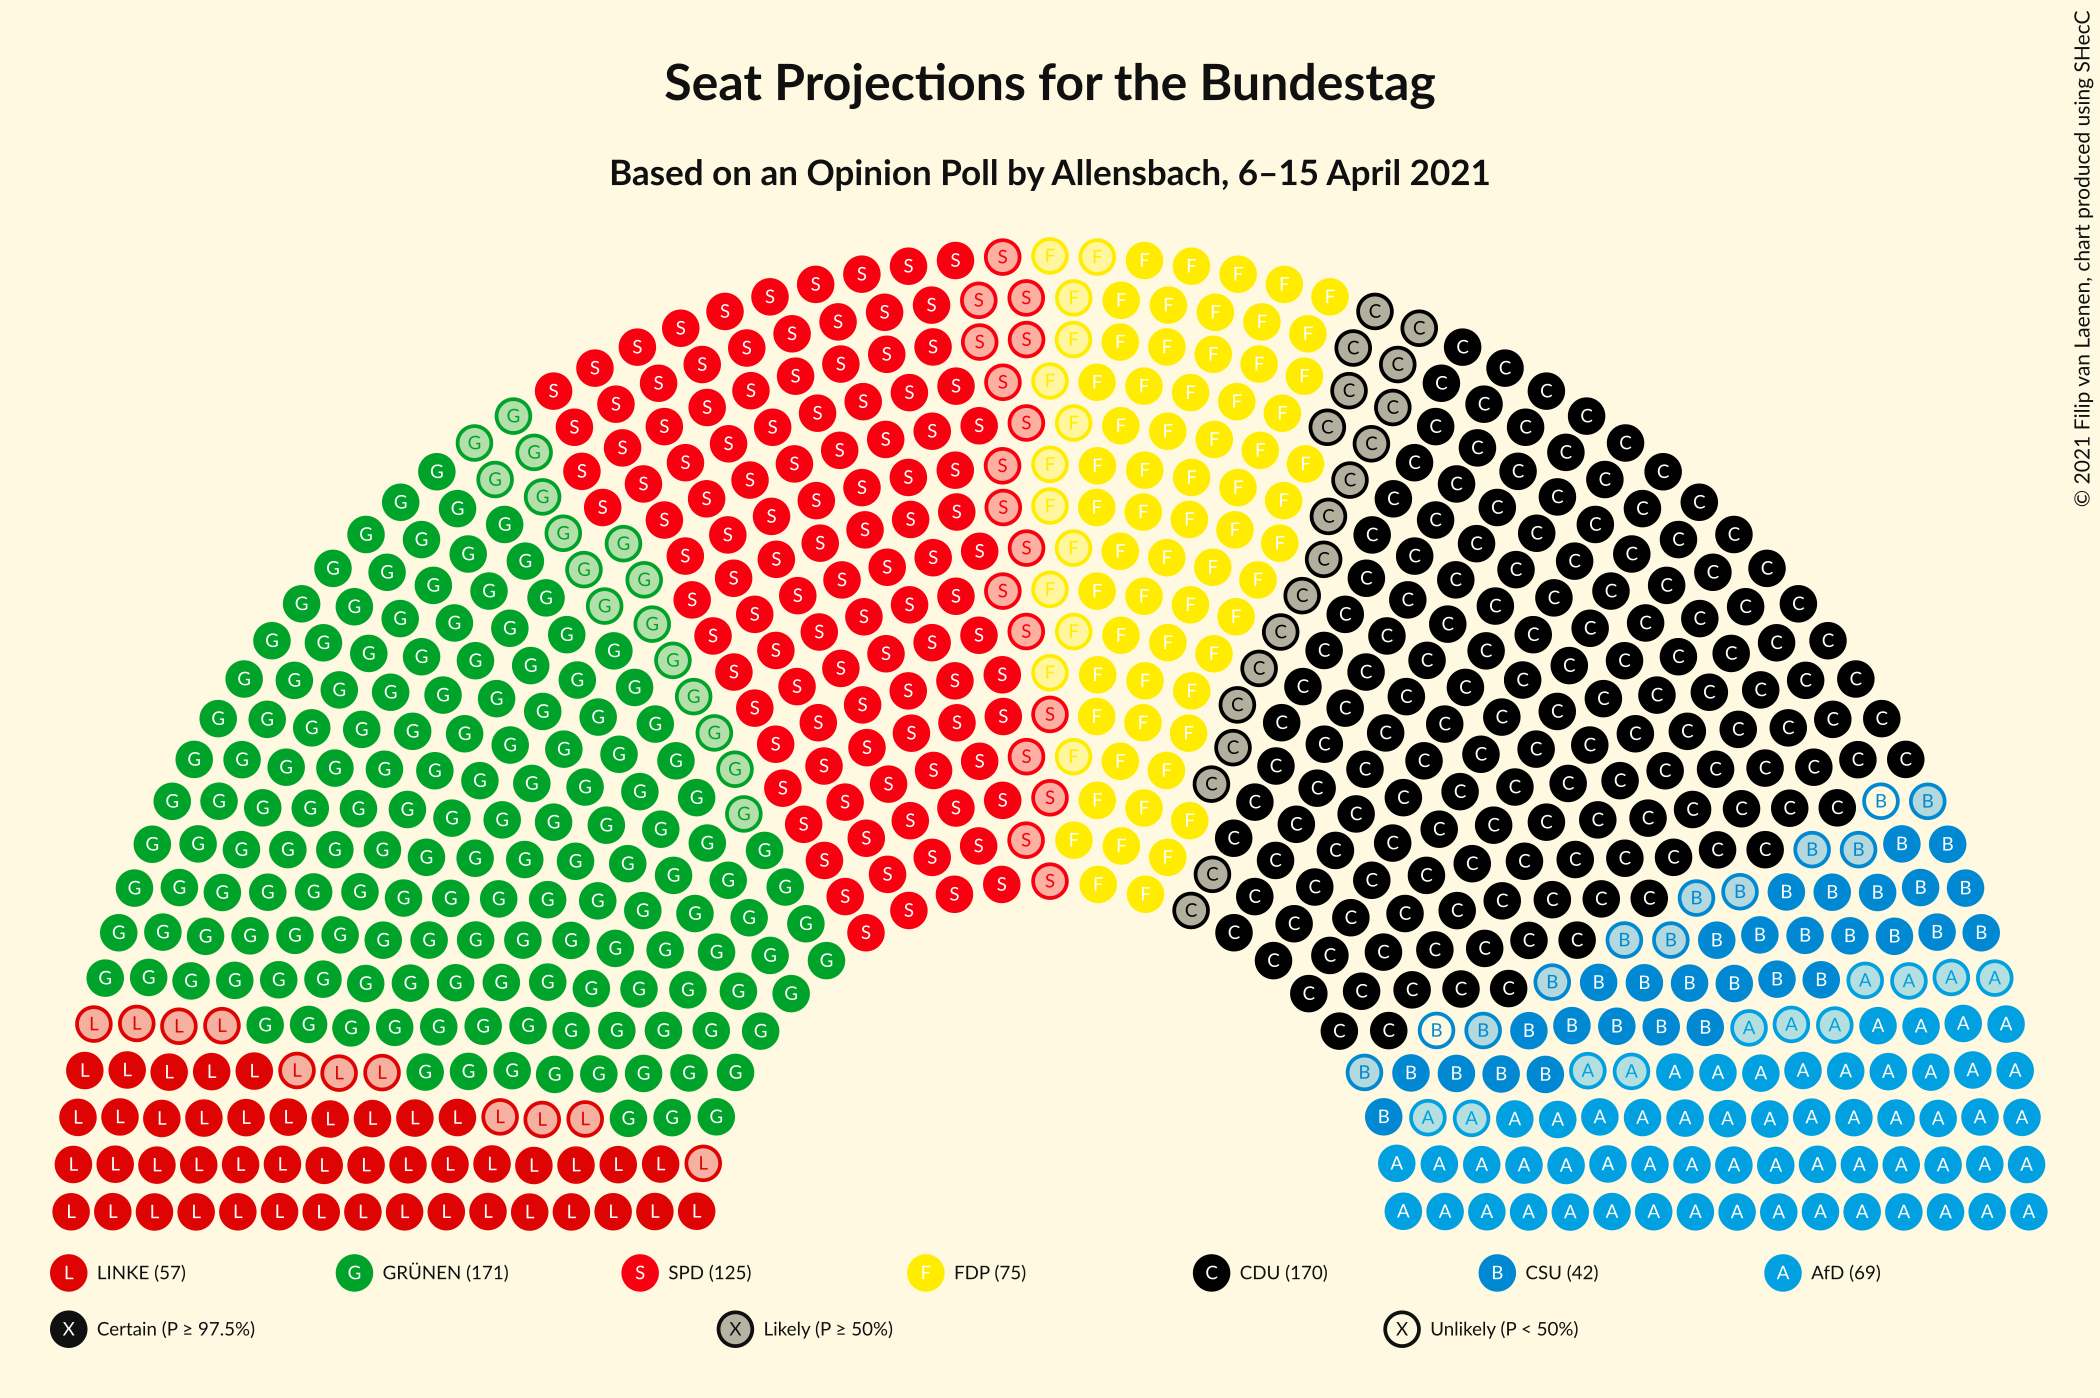 Seat Projections for the Bundestag
Based on an Opinion Poll by Allensbach, 6–15 April 2021
© 2021 Filip van Laenen, chart produced using SHecC
L LINKE (57) G GRÜNEN (171) S SPD (125) F FDP (75) C CDU (170) B CSU (42) A AfD (69)
X Certain (P ≥ 97.5%) X Likely (P ≥ 50%) X Unlikely (P < 50%)